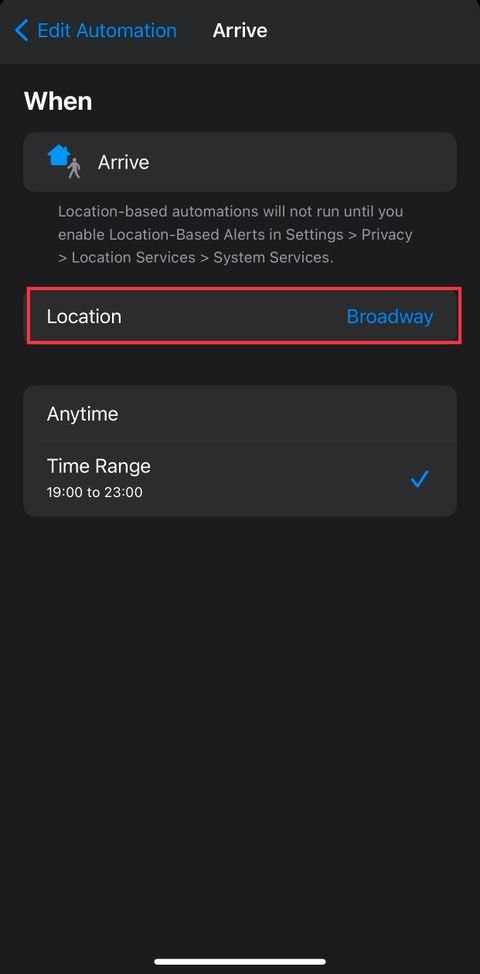 Edit Automation Arrive
When
Arrive
Location-based automations will not run until you
enable Location-Based Alerts in Settings > Privacy
> Location Services > System Services.
Location Broadway
Anytime
Time Range
19:00 to 23:00